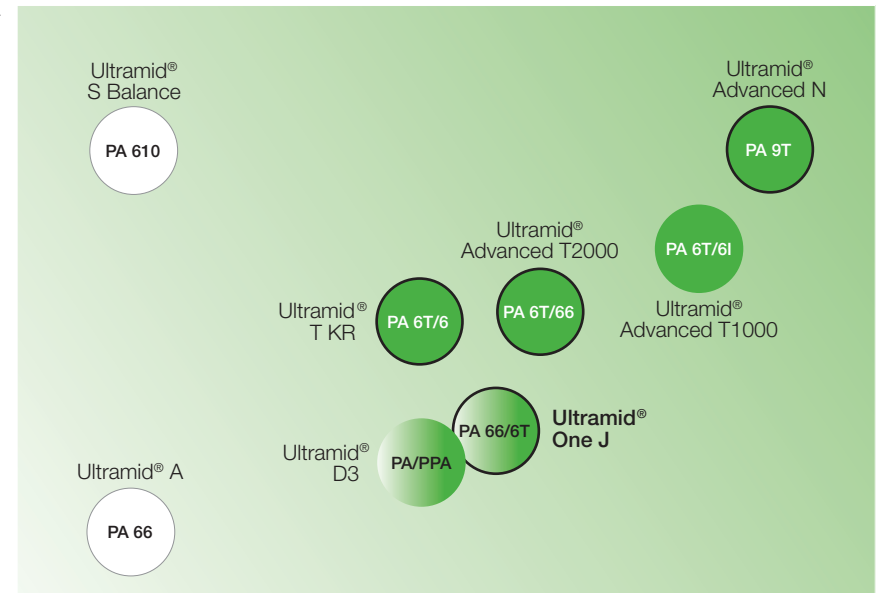 Ultramid®
S Balance
PA 610
Ultramid®
Advanced N
PA 9T
Ultramid®
Advanced T2000
PA 6T/6I
Ultramid®
Advanced T1000
Ultramid®
T KR
PA 6T/6
PA 6T/66
Ultramid®
One J
PA 66/6T
Ultramid®
D3
PA/PPA
Ultramid® A
PA 66